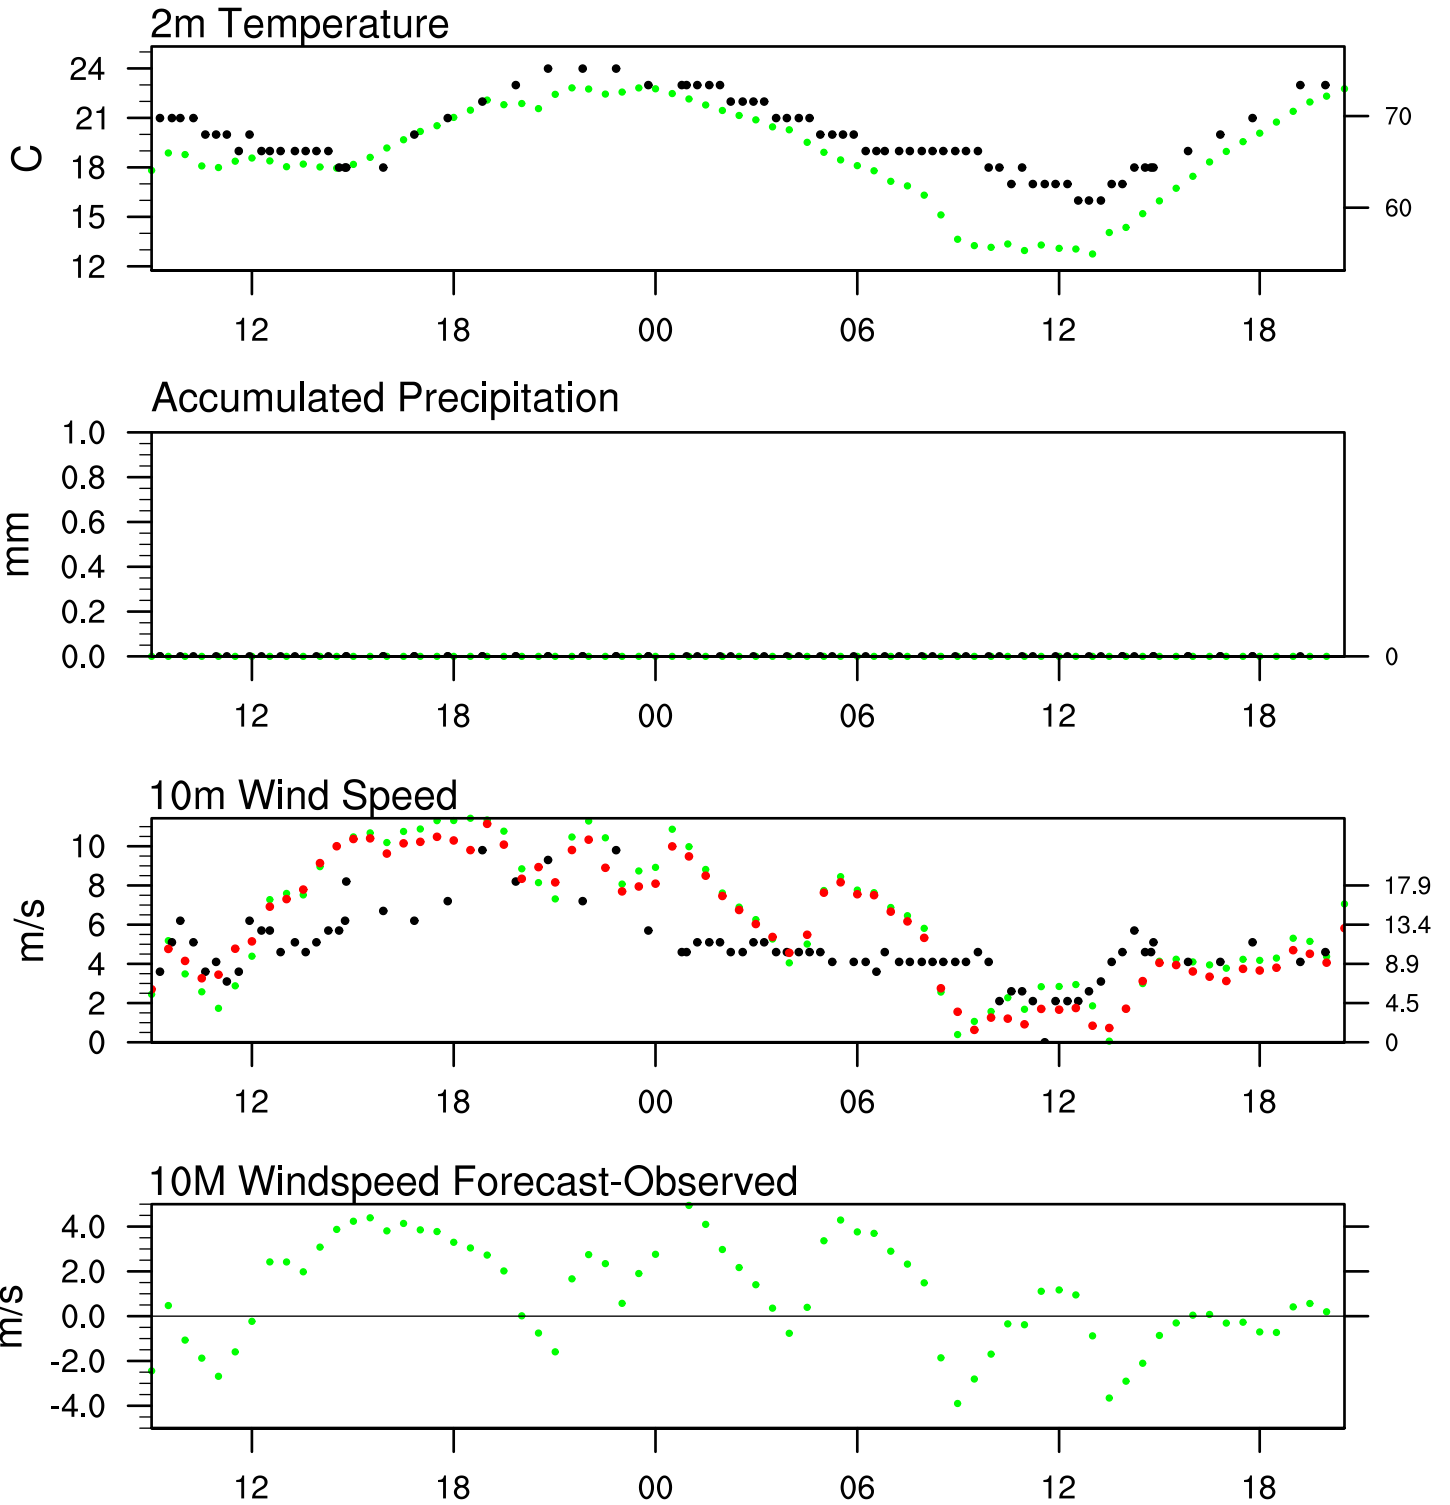 2m Temperature
24
21
18
15
12
C
70
60
12 18 00 06 12 18
Accumulated Precipitation
1.0
0.8
0.6
0.4
0.2
0.0
mm
0
12 18 00 06 12 18
10m Wind Speed
10
8
6
4
2
0
m/s
17.9
13.4
8.9
4.5
0
12 18 00 06 12 18
10M Windspeed Forecast-Observed
4.0
2.0
0.0
-2.0
-4.0
m/s
12 18 00 06 12 18